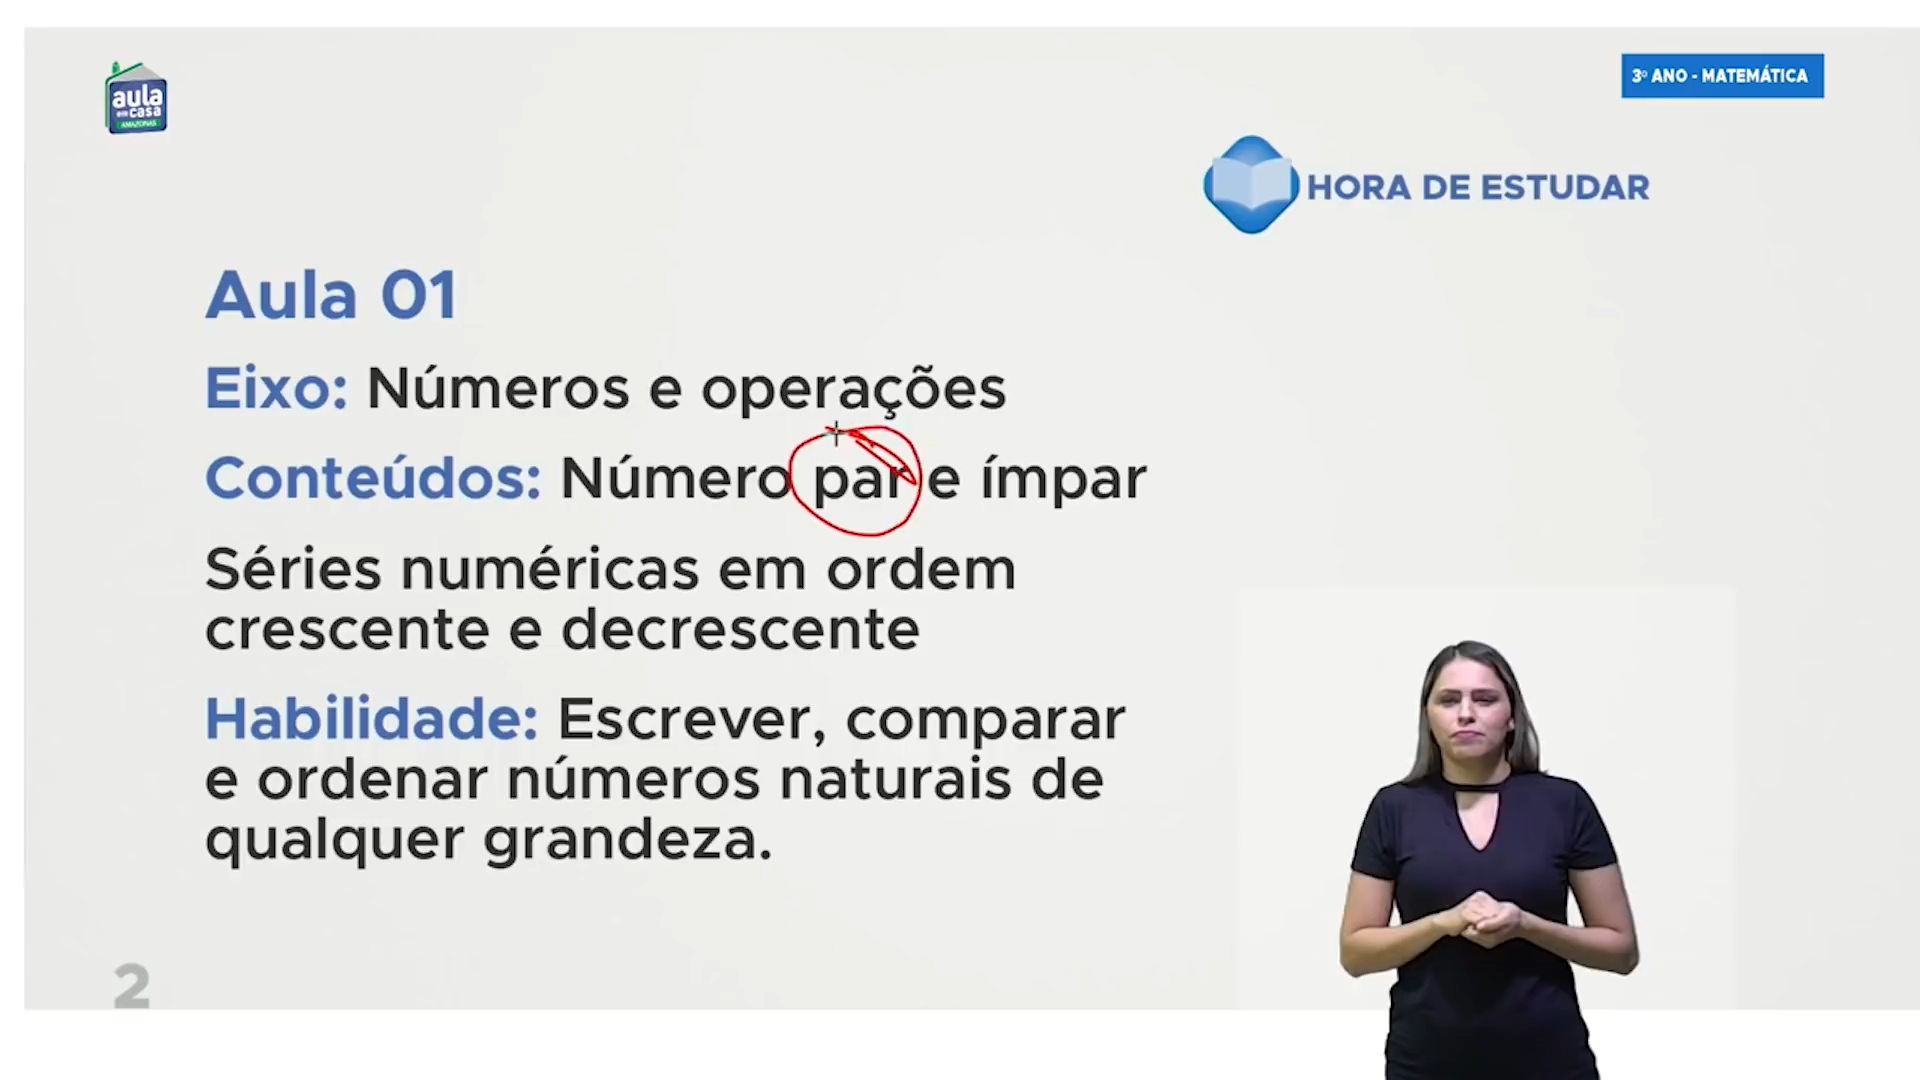 aula
em casa
AMAZONAS
3º ANO - MATEMÁTICA
HORA DE ESTUDAR
Aula 01
Eixo: Números e operações
Conteúdos: Número par e ímpar
Séries numéricas em ordem
crescente e decrescente
Habilidade: Escrever, comparar
e ordenar números naturais de
qualquer grandeza.
2